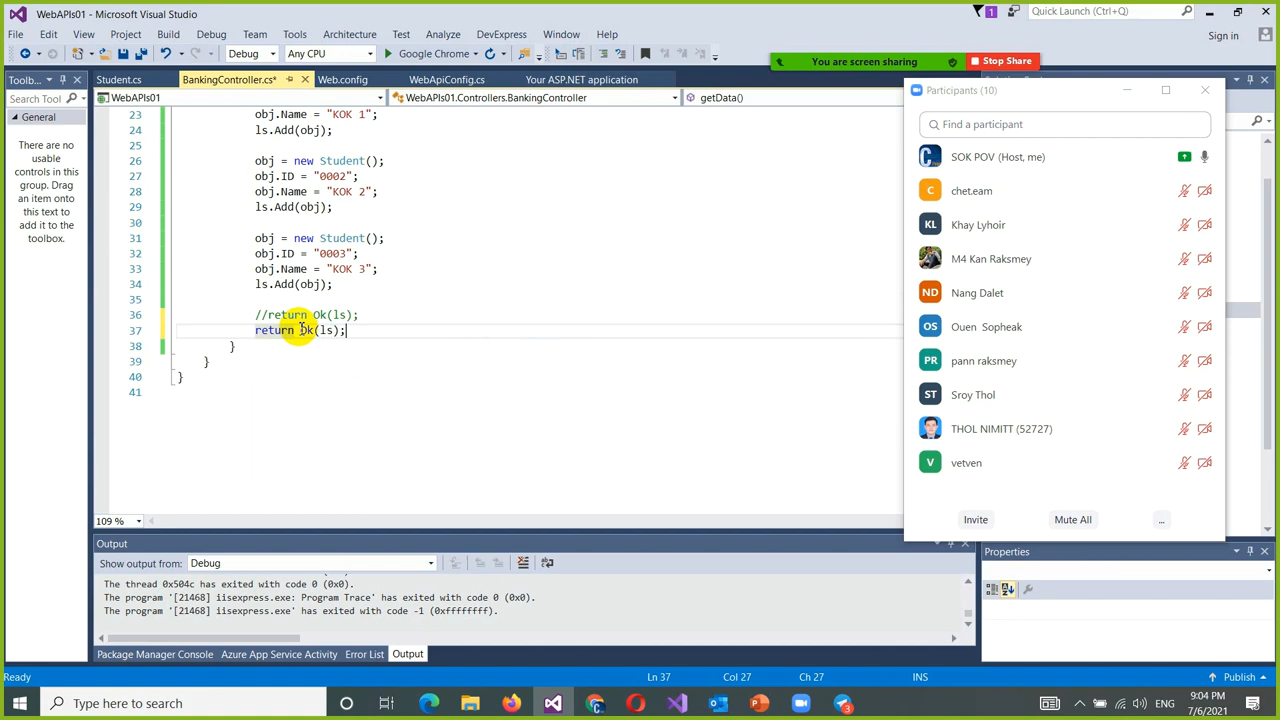 WebAPIs01 - Microsoft Visual Studio
1
Quick Launch (Ctrl+Q)
File Edit View Project Build Debug Team Tools Architecture Test Analyze DevExpress Window Help
Sign in
Debug Any CPU Google Chrome
You are screen sharing
Stop Share
Toolb...
Student.cs BankingController.cs* Web.config WebApiConfig.cs Your ASP.NET application
Search Tool
WebAPIs01 WebAPIs01.Controllers.BankingController getData()
General
There are no
usable
controls in this
group. Drag
an item onto
this text to
add it to the
toolbox.
23 obj.Name = "KOK 1";
24 ls.Add(obj);
25
26 obj = new Student();
27 obj.ID = "0002";
28 obj.Name = "KOK 2";
29 ls.Add(obj);
30
31 obj = new Student();
32 obj.ID = "0003";
33 obj.Name = "KOK 3";
34 ls.Add(obj);
35
36 //return Ok(ls);
37 return Ok(ls);
38 }
39 }
40 }
41
109 %
Participants (10)
Find a participant
SOK POV (Host, me)
C chet.eam
KL Khay Lyhoir
M4 Kan Raksmey
ND Nang Dalet
OS Ouen Sopheak
PR pann raksmey
ST Sroy Thol
THOL NIMITT (52727)
V vetven
Invite Mute All ...
Output
Show output from: Debug
The thread 0x504c has exited with code 0 (0x0).
The program '[21468] iisexpress.exe: Program Trace' has exited with code 0 (0x0).
The program '[21468] iisexpress.exe' has exited with code -1 (0xffffffff).
Properties
Package Manager Console Azure App Service Activity Error List Output
Ready Ln 37 Col 27 Ch 27 INS Publish
Type here to search
ENG
9:04 PM
7/6/2021